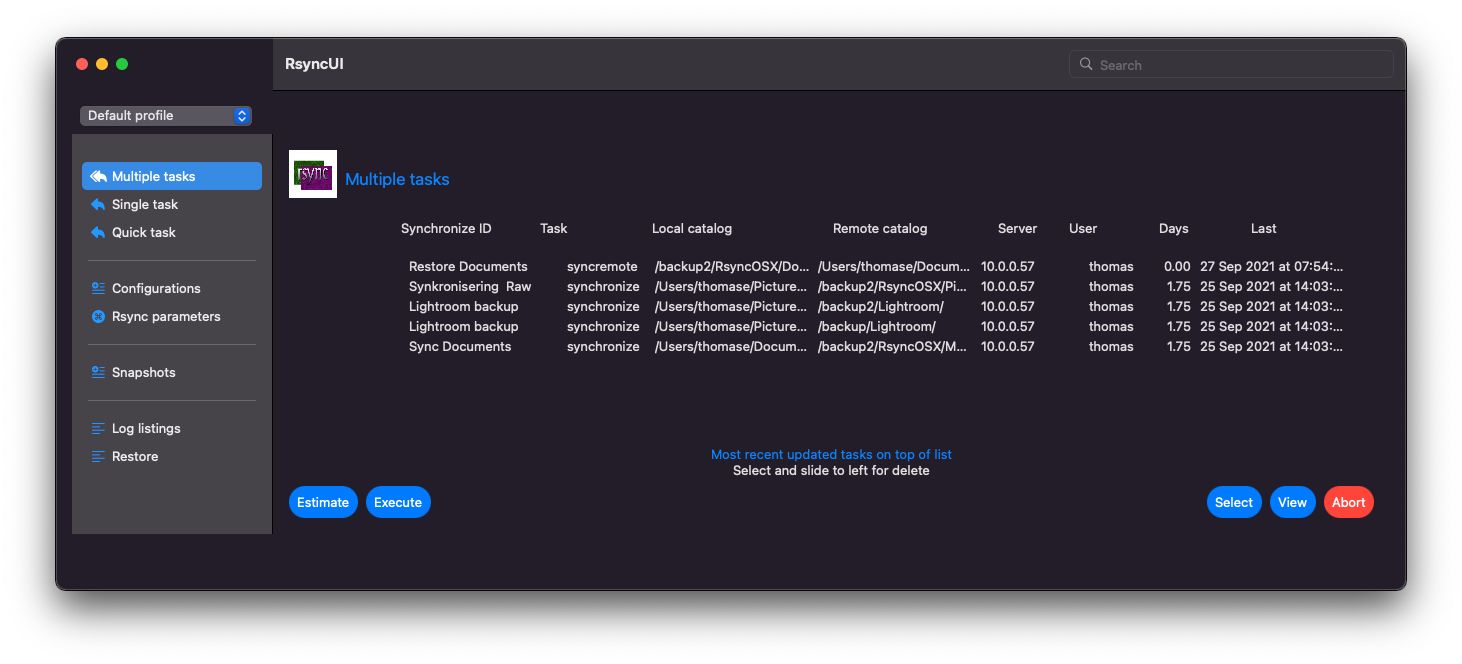 RsyncUI
Search
Default profile
Multiple tasks
Single task
Quick task
Configurations
Rsync parameters
Snapshots
Log listings
Restore
rsync
Multiple tasks
Synchronize ID Task Local catalog Remote catalog Server User Days Last
Restore Documents syncremote /backup2/RsyncOSX/Do... /Users/thomase/Docum... 10.0.0.57 thomas 0.00 27 Sep 2021 at 07:54:...
Synkronisering Raw synchronize /Users/thomase/Picture... /backup2/RsyncOSX/Pi... 10.0.0.57 thomas 1.75 25 Sep 2021 at 14:03:...
Lightroom backup synchronize /Users/thomase/Picture... /backup2/Lightroom/ 10.0.0.57 thomas 1.75 25 Sep 2021 at 14:03:...
Lightroom backup synchronize /Users/thomase/Picture... /backup/Lightroom/ 10.0.0.57 thomas 1.75 25 Sep 2021 at 14:03:...
Sync Documents synchronize /Users/thomase/Docum... /backup2/RsyncOSX/M... 10.0.0.57 thomas 1.75 25 Sep 2021 at 14:03:...
Most recent updated tasks on top of list
Select and slide to left for delete
Estimate Execute Select View Abort